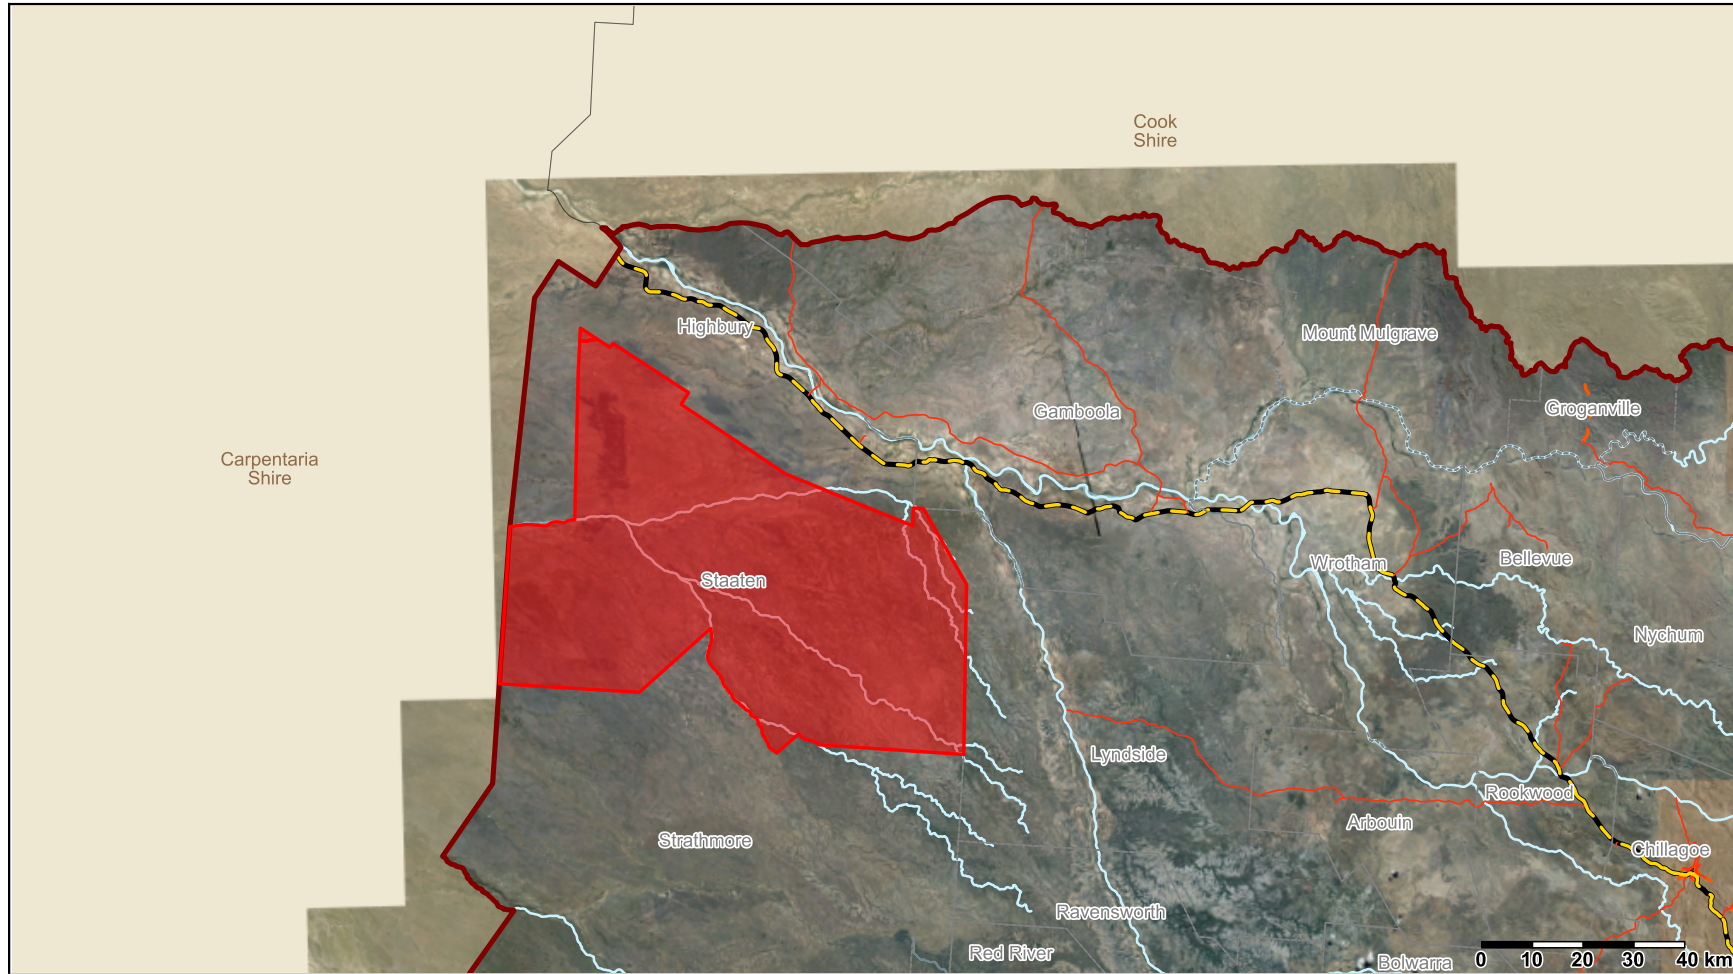 Cook
Shire
Highbury
Mount Mulgrave
Gamboola
Groganville
Carpentaria
Shire
Staaten
Wrotham
Bellevue
Nychum
Lyndside
Rookwood
Arbouin
Strathmore
Chillagoe
Ravensworth
Red River
Bolwarra
0 10 20 30 40 km